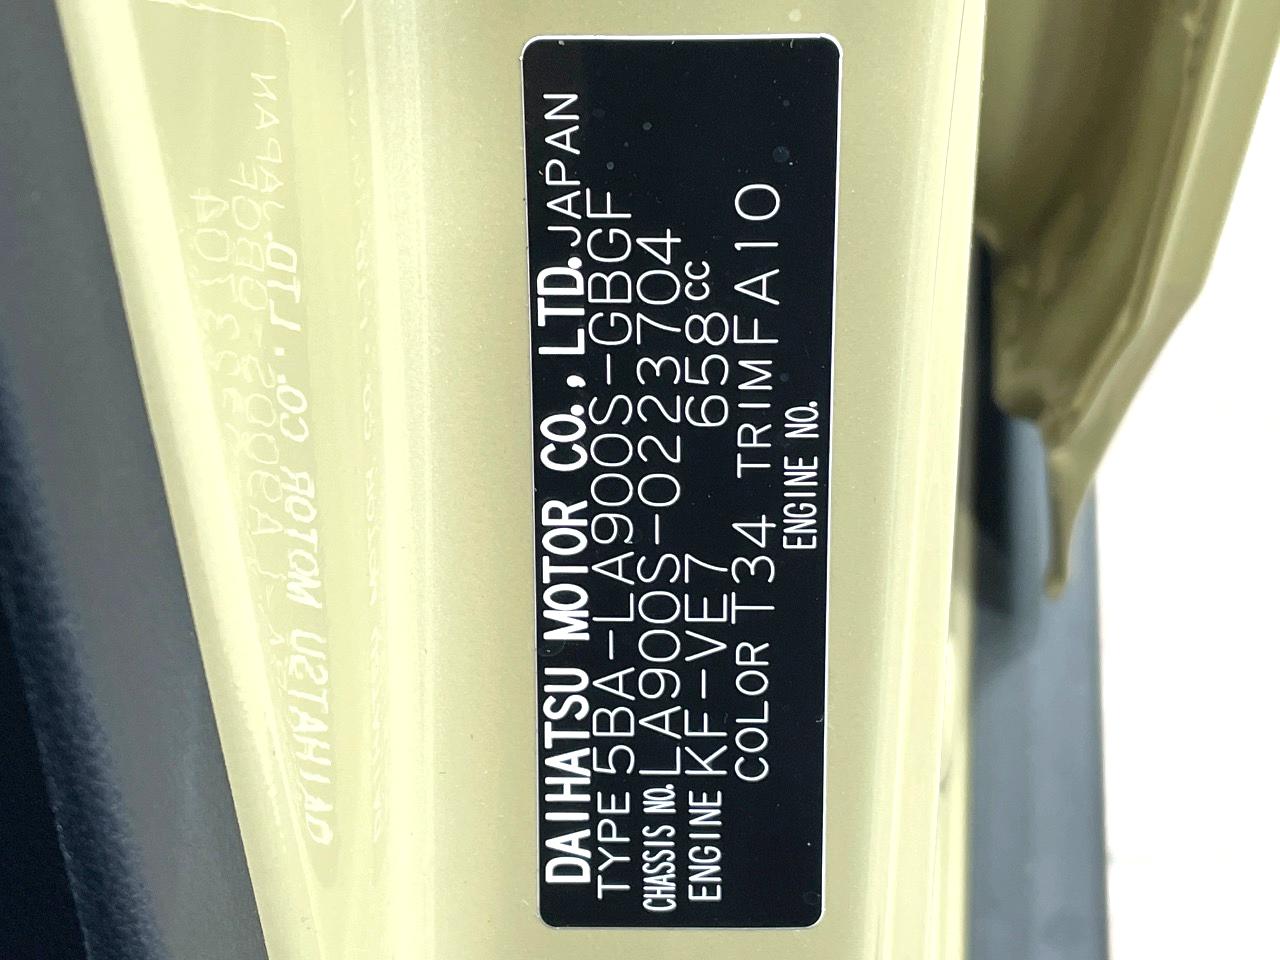 DAIHATSU MOTOR CO., LTD. JAPAN
TYPE 5BA-LA900S-GBGF
CHASSIS NO. LA900S-0223704
ENGINE KF-VE7 658cc
COLOR T34 TRIM FA10
ENGINE NO.